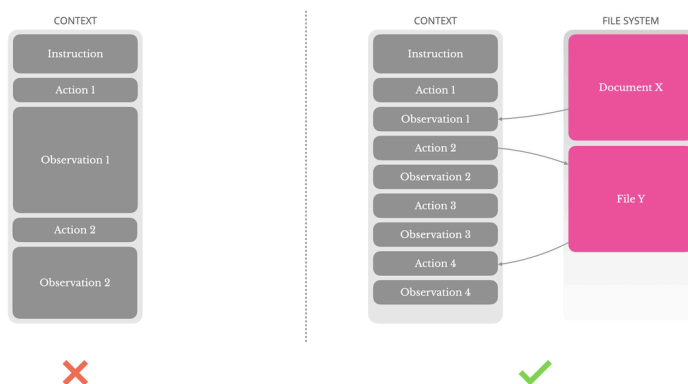 CONTEXT
Instruction
Action 1
Observation 1
Action 2
Observation 2
CONTEXT
Instruction
Action 1
Observation 1
Action 2
Observation 2
Action 3
Observation 3
Action 4
Observation 4
FILE SYSTEM
Document X
File Y